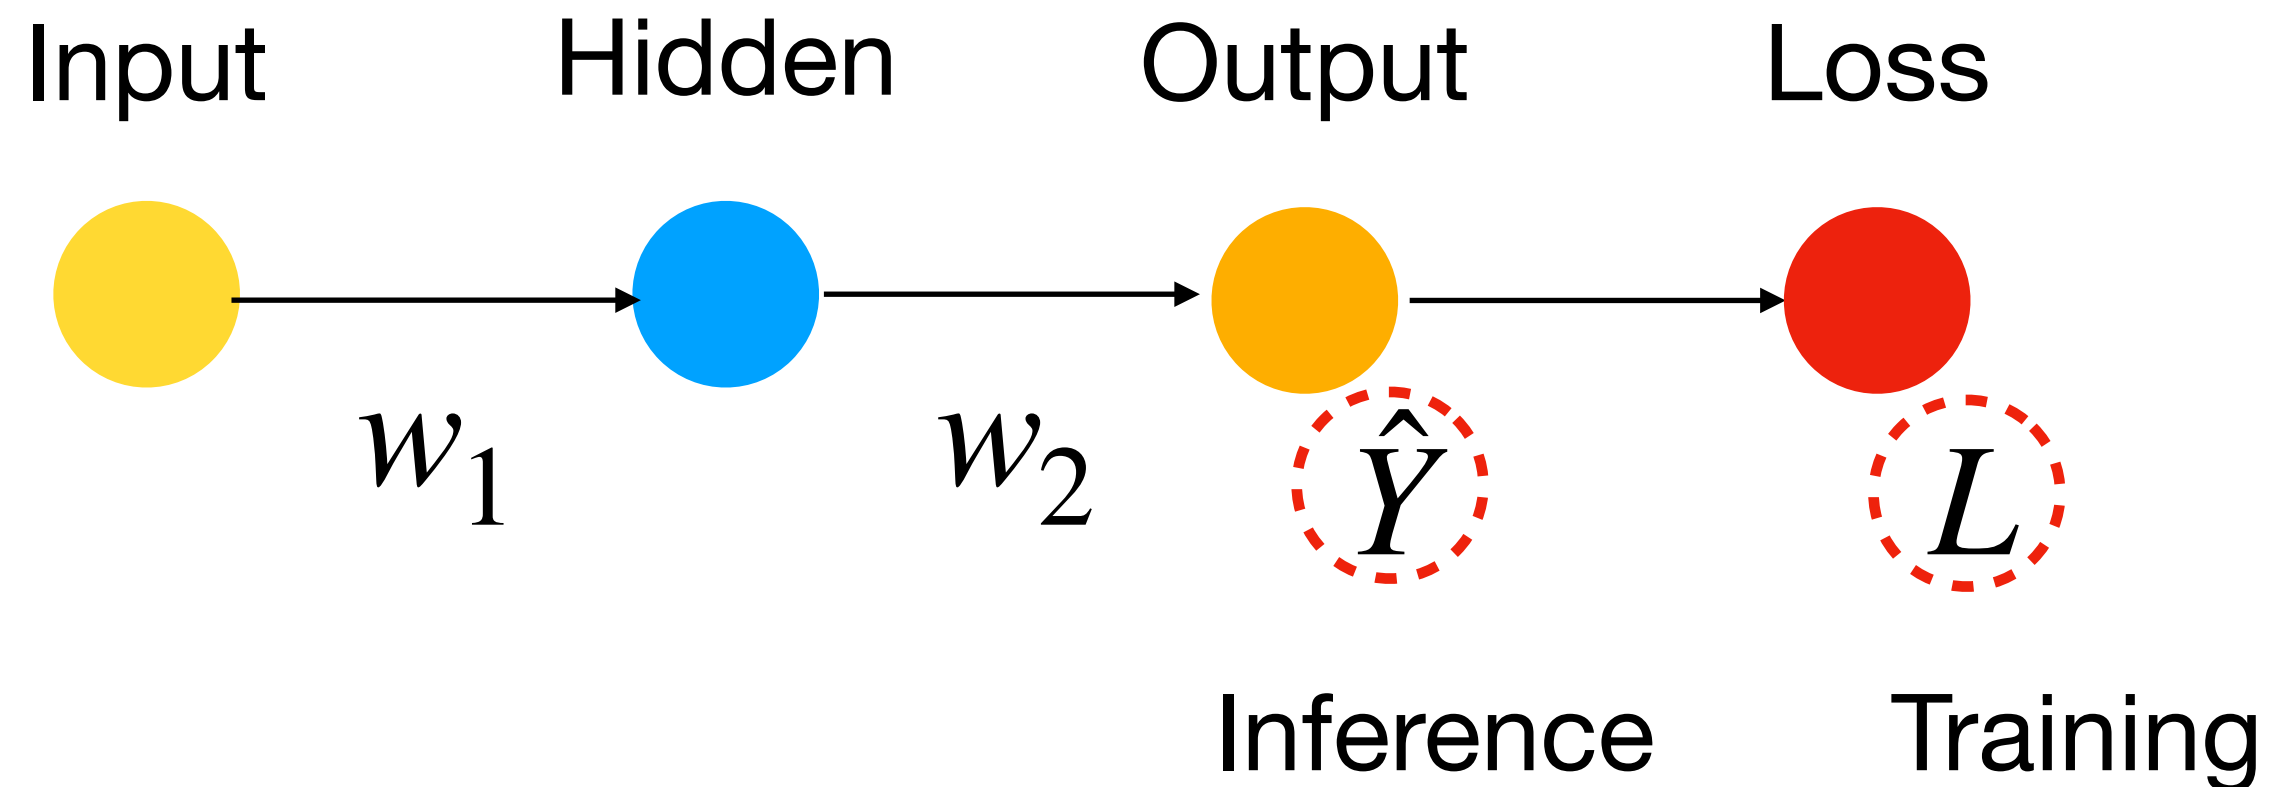 Input Hidden Output Loss
w₁ w₂ Ŷ L
Inference Training